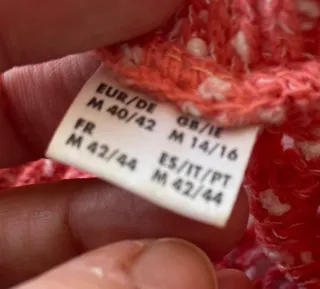 EUR/DE
M 40/42
GB/IE
M 14/16
FR
M 42/44
ES/IT/PT
M 42/44